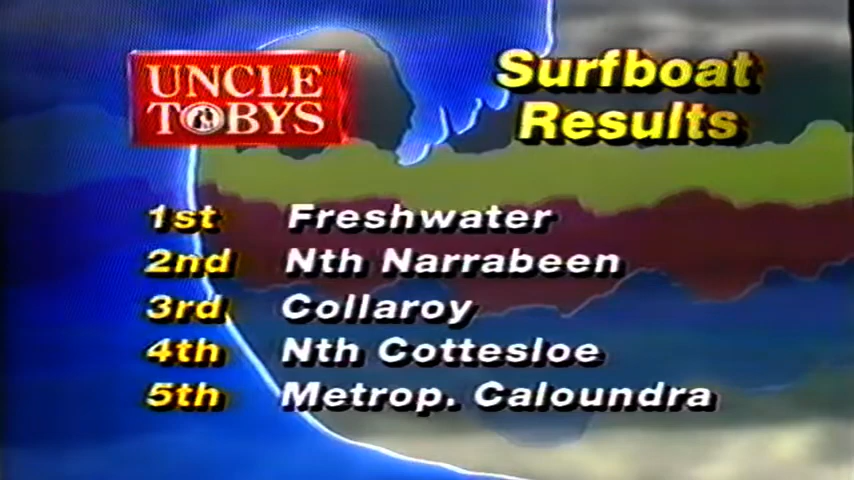 UNCLE
TOBYS
Surfboat
Results
1st Freshwater
2nd Nth Narrabeen
3rd Collaroy
4th Nth Cottesloe
5th Metrop. Caloundra